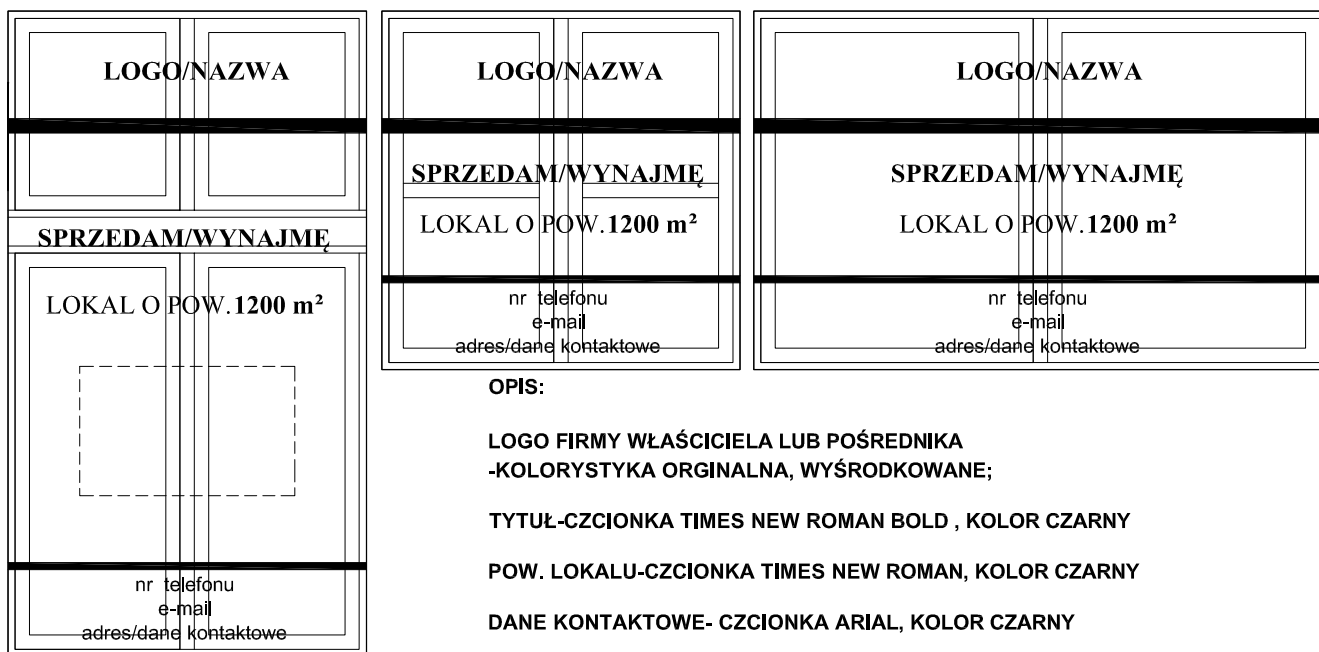 LOGO/NAZWA
SPRZEDAM/WYNAJMĘ
LOKAL O POW.1200 m²
nr telefonu
e-mail
adres/dane kontaktowe
LOGO/NAZWA
SPRZEDAM/WYNAJMĘ
LOKAL O POW.1200 m²
nr telefonu
e-mail
adres/dane kontaktowe
LOGO/NAZWA
SPRZEDAM/WYNAJMĘ
LOKAL O POW.1200 m²
nr telefonu
e-mail
adres/dane kontaktowe
OPIS:
LOGO FIRMY WŁAŚCICIELA LUB POŚREDNIKA
-KOLORYSTYKA ORGINALNA, WYŚRODKOWANE;
TYTUŁ-CZCIONKA TIMES NEW ROMAN BOLD , KOLOR CZARNY
POW. LOKALU-CZCIONKA TIMES NEW ROMAN, KOLOR CZARNY
DANE KONTAKTOWE- CZCIONKA ARIAL, KOLOR CZARNY